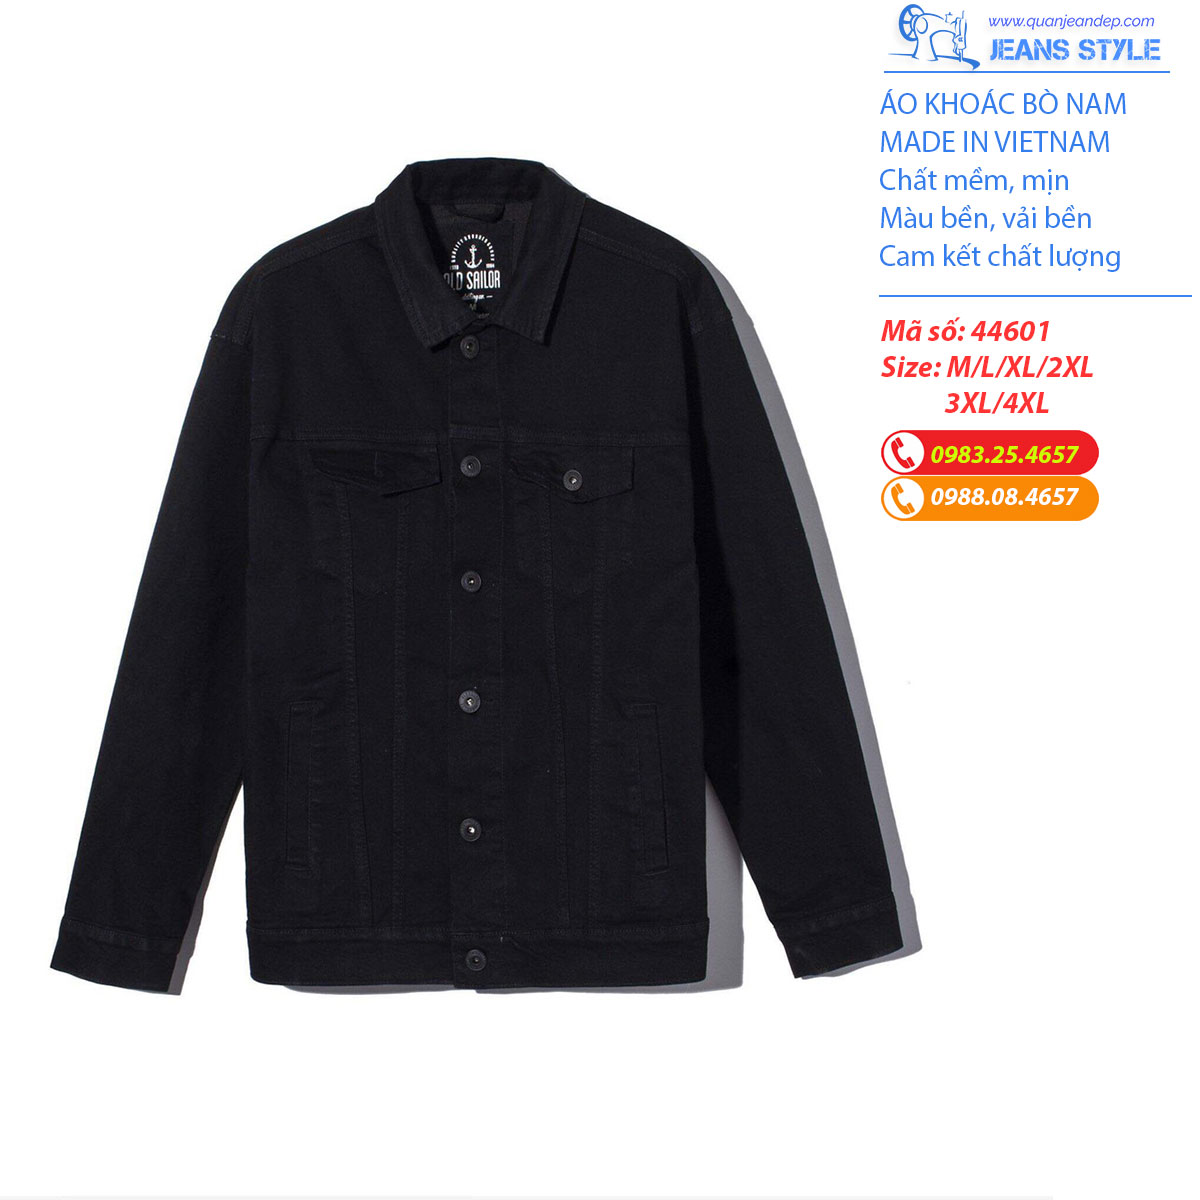 www.quanjeandep.com
JEANS STYLE
ÁO KHOÁC BÒ NAM
MADE IN VIETNAM
Chất mềm, mịn
Màu bền, vải bền
Cam kết chất lượng
Mã số: 44601
Size: M/L/XL/2XL
3XL/4XL
0983.25.4657
0988.08.4657
OLD SAILOR